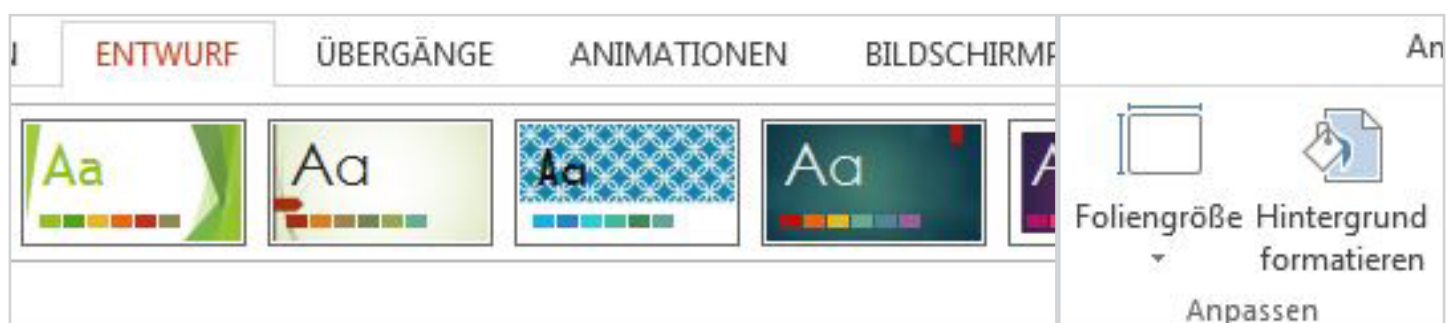 ENTWURF ÜBERGÄNGE ANIMATIONEN
Aa Aa Aa Aa
Foliengröße Hintergrund
formatieren
Anpassen